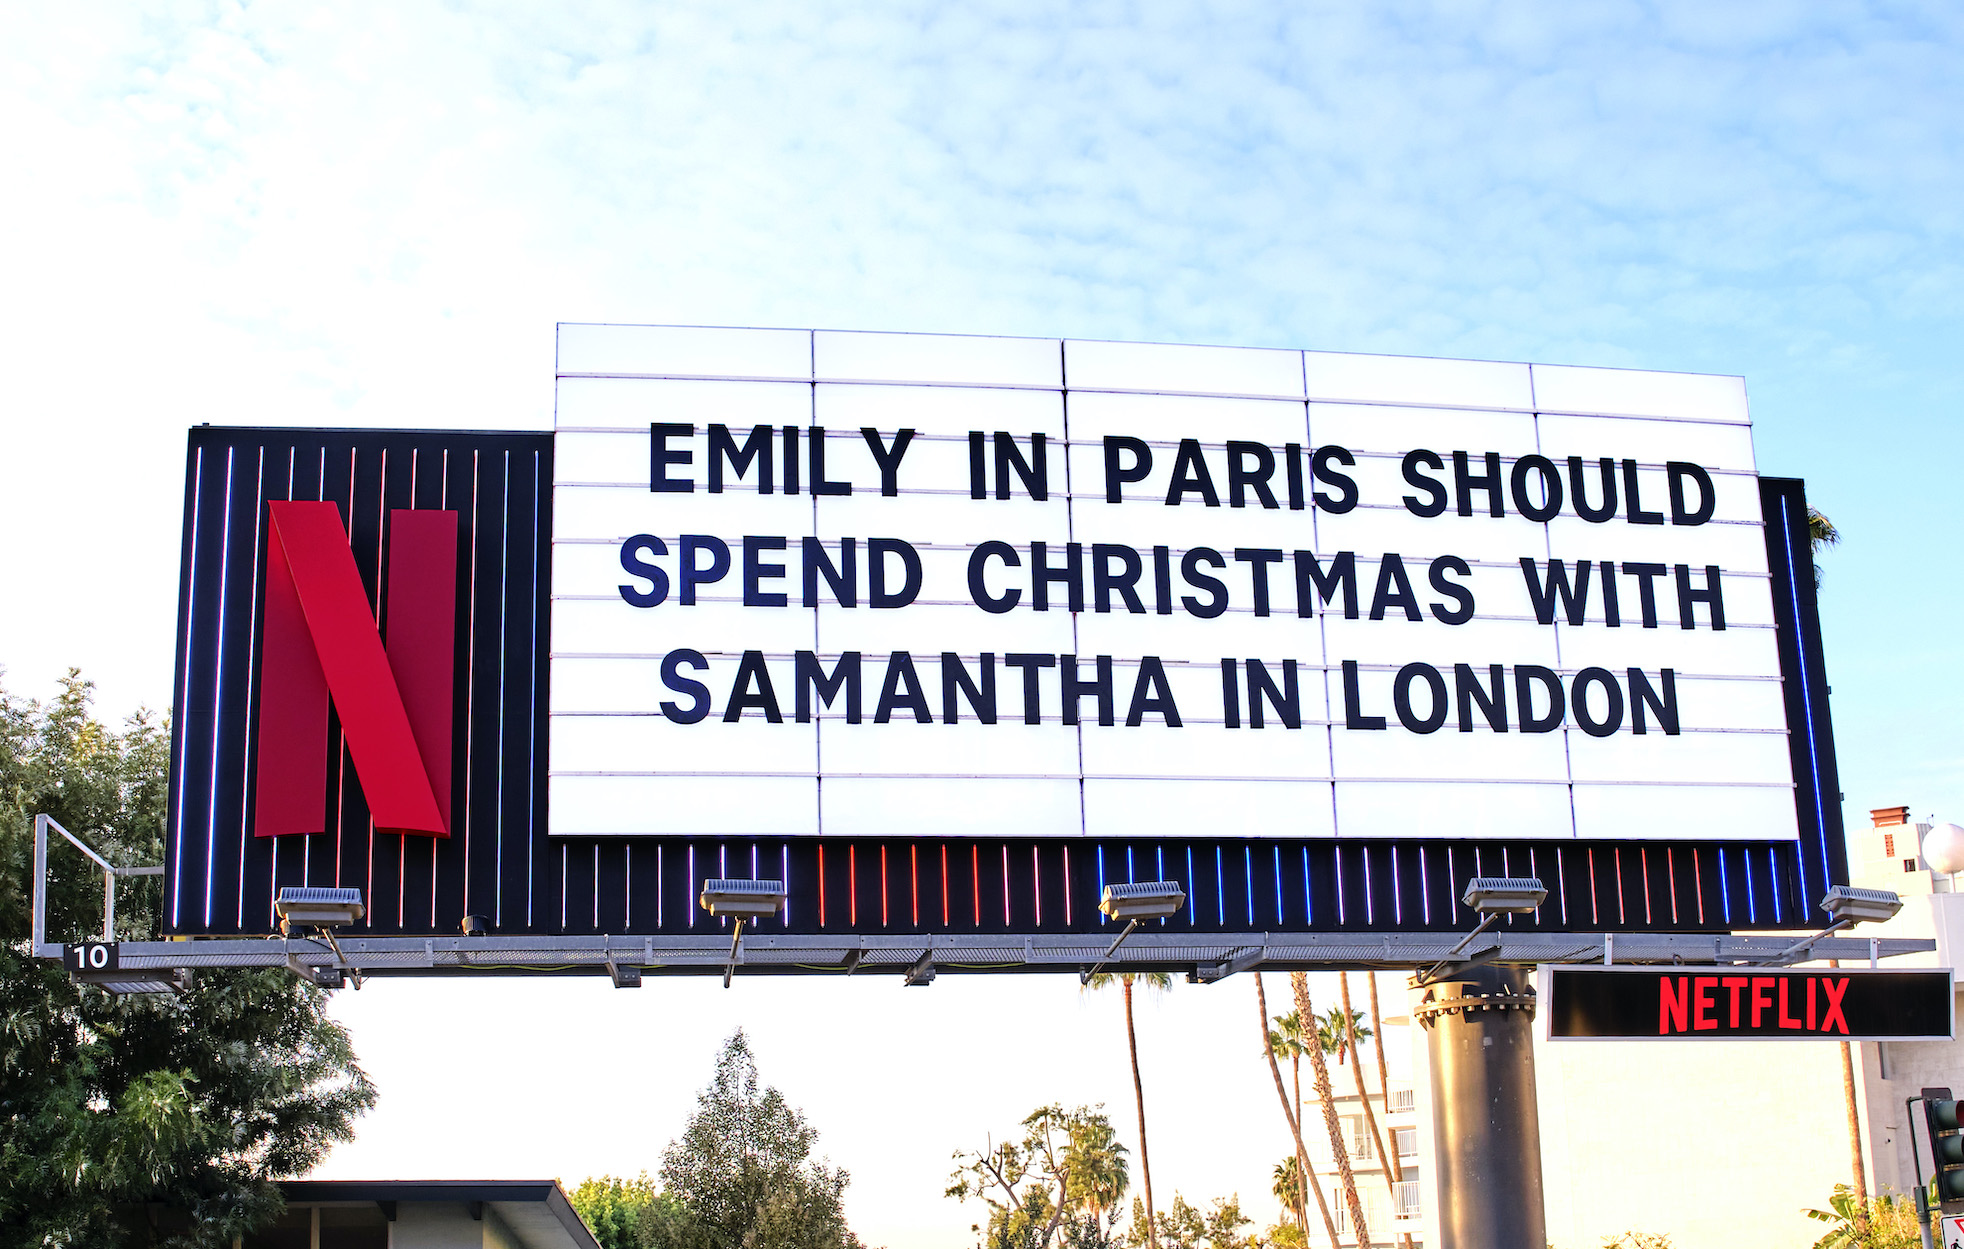 EMILY IN PARIS SHOULD
SPEND CHRISTMAS WITH
SAMANTHA IN LONDON
N
10
NETFLIX